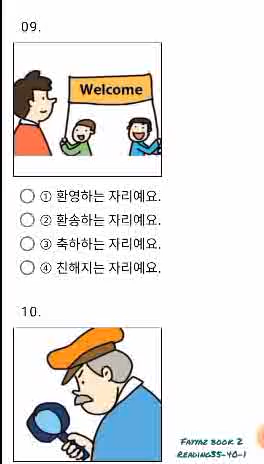 09.
Welcome
① 환영하는 자리예요.
② 환송하는 자리예요.
③ 축하하는 자리예요.
④ 친해지는 자리예요.
10.
FAYYAZ BOOK 2
READING35-40-1